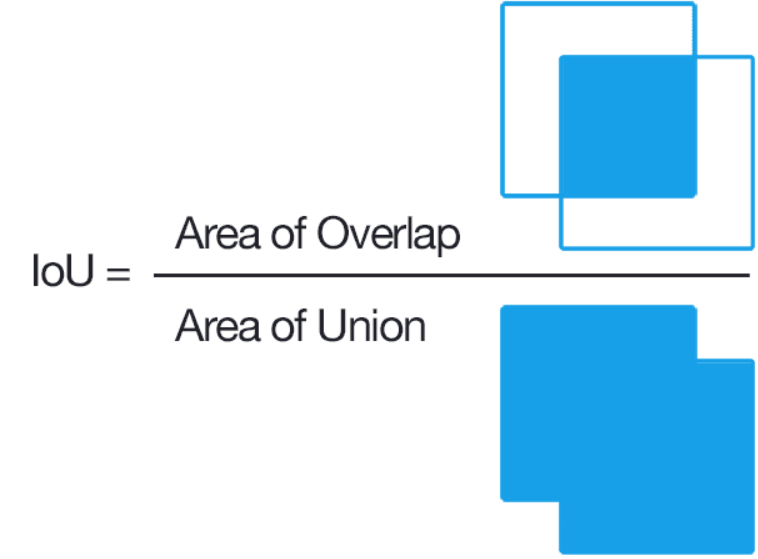 Area of Overlap
IoU =
Area of Union